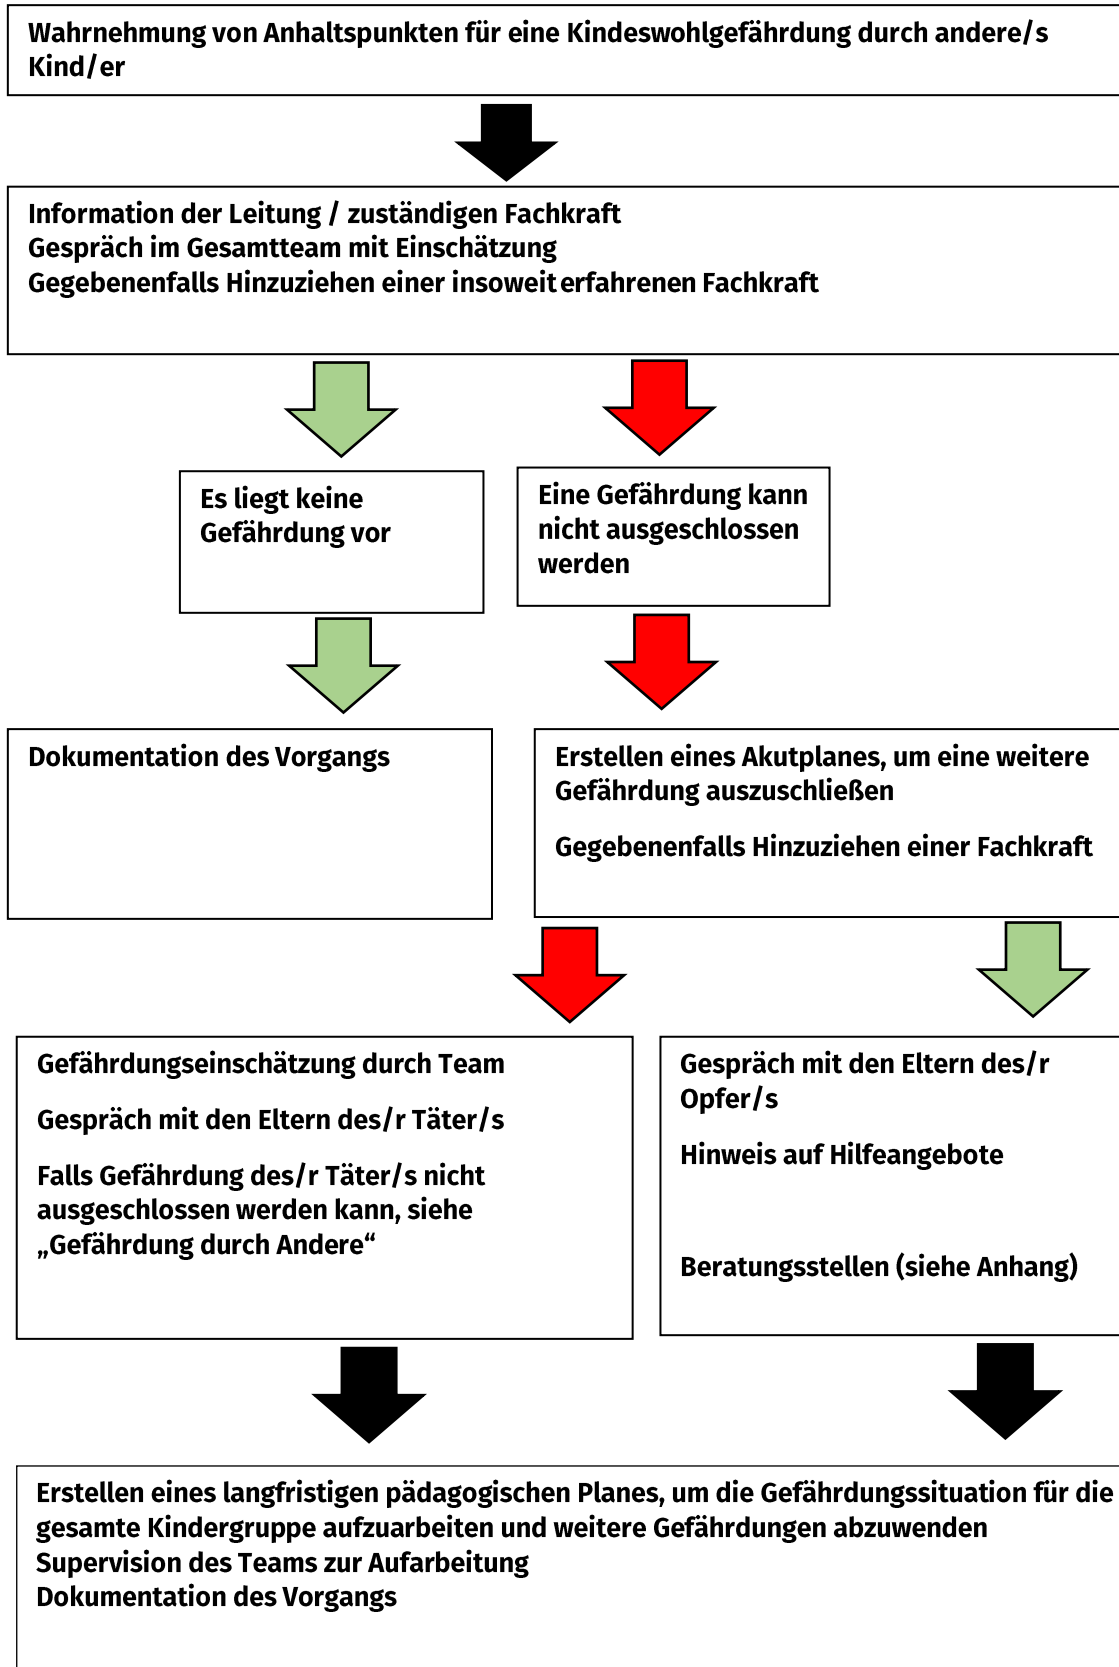 Wahrnehmung von Anhaltspunkten für eine Kindeswohlgefährdung durch andere/s
Kind/er
Information der Leitung / zuständigen Fachkraft
Gespräch im Gesamtteam mit Einschätzung
Gegebenenfalls Hinzuziehen einer insoweit erfahrenen Fachkraft
Es liegt keine
Gefährdung vor
Eine Gefährdung kann
nicht ausgeschlossen
werden
Dokumentation des Vorgangs
Erstellen eines Akutplanes, um eine weitere
Gefährdung auszuschließen
Gegebenenfalls Hinzuziehen einer Fachkraft
Gefährdungseinschätzung durch Team
Gespräch mit den Eltern des/r Täter/s
Falls Gefährdung des/r Täter/s nicht
ausgeschlossen werden kann, siehe
„Gefährdung durch Andere“
Gespräch mit den Eltern des/r
Opfer/s
Hinweis auf Hilfeangebote
Beratungsstellen (siehe Anhang)
Erstellen eines langfristigen pädagogischen Planes, um die Gefährdungssituation für die
gesamte Kindergruppe aufzuarbeiten und weitere Gefährdungen abzuwenden
Supervision des Teams zur Aufarbeitung
Dokumentation des Vorgangs